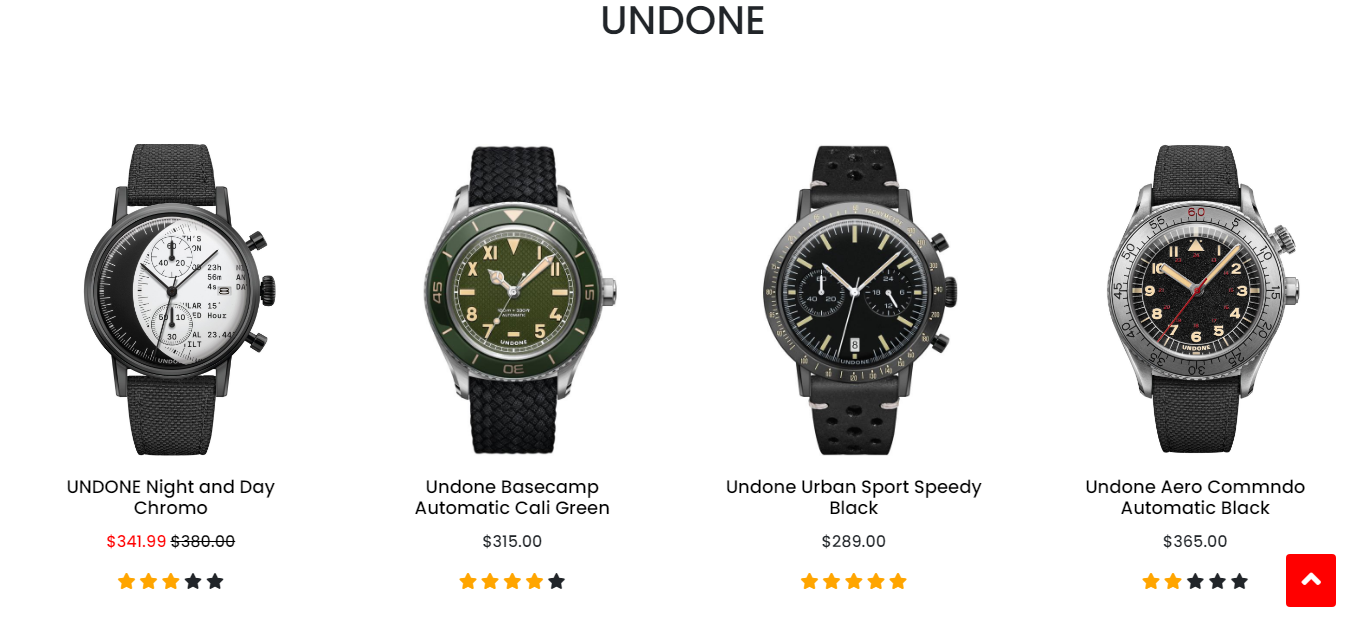 UNDONE
UNDONE Night and Day
Chromo
$341.99 $380.00
Undone Basecamp
Automatic Cali Green
$315.00
Undone Urban Sport Speedy
Black
$289.00
Undone Aero Commndo
Automatic Black
$365.00